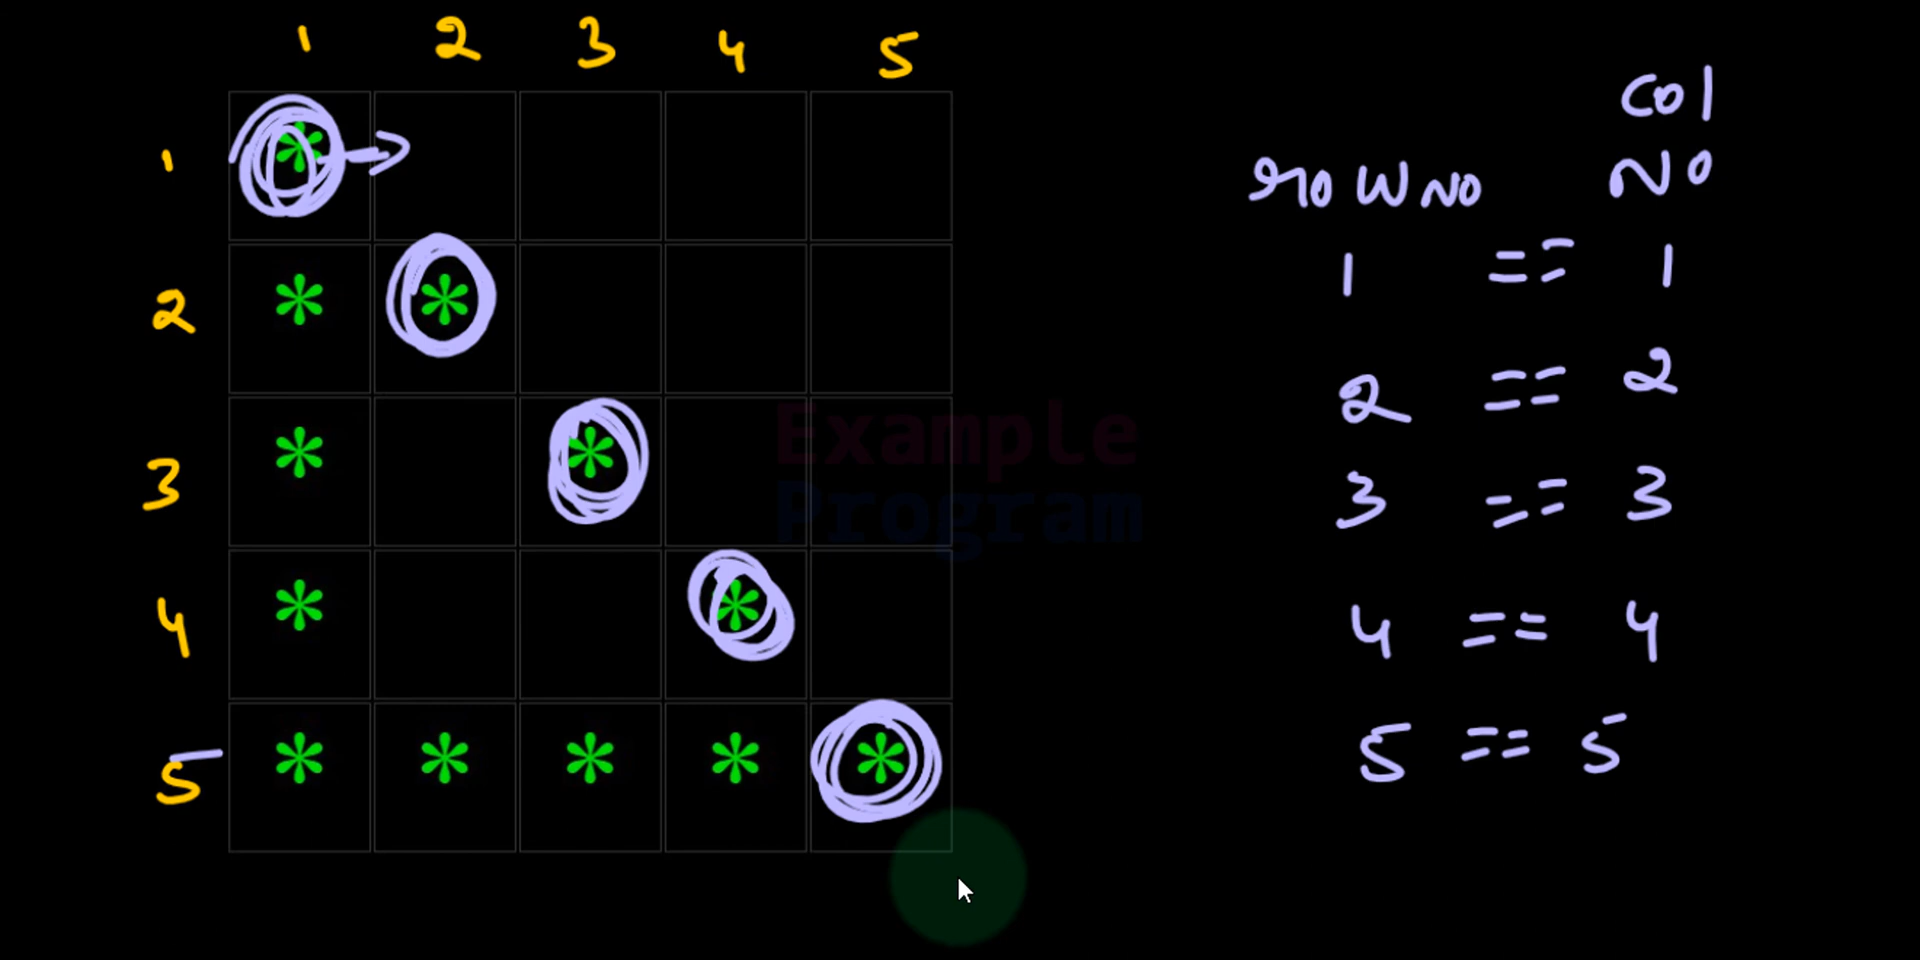 1 2 3 4 5
1 *
2 * *
3 * *
4 * *
5 * * * * *
Example
Program
col
row no NO
1 == 1
2 == 2
3 == 3
4 == 4
5 == 5